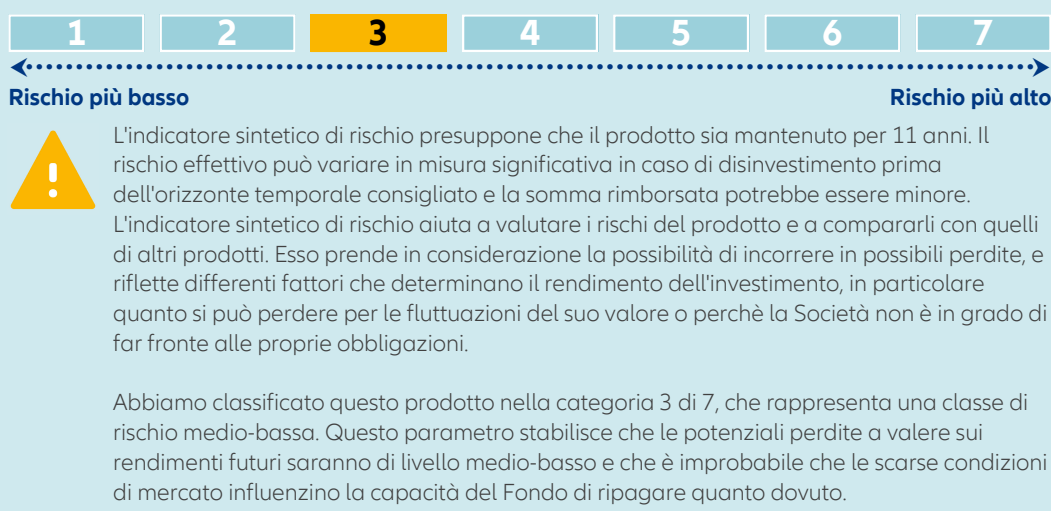 1 2 3 4 5 6 7
Rischio più basso Rischio più alto
L'indicatore sintetico di rischio presuppone che il prodotto sia mantenuto per 11 anni. Il
rischio effettivo può variare in misura significativa in caso di disinvestimento prima
dell'orizzonte temporale consigliato e la somma rimborsata potrebbe essere minore.
L'indicatore sintetico di rischio aiuta a valutare i rischi del prodotto e a compararli con quelli
di altri prodotti. Esso prende in considerazione la possibilità di incorrere in possibili perdite, e
riflette differenti fattori che determinano il rendimento dell'investimento, in particolare
quanto si può perdere per le fluttuazioni del suo valore o perchè la Società non è in grado di
far fronte alle proprie obbligazioni.
Abbiamo classificato questo prodotto nella categoria 3 di 7, che rappresenta una classe di
rischio medio-bassa. Questo parametro stabilisce che le potenziali perdite a valere sui
rendimenti futuri saranno di livello medio-basso e che è improbabile che le scarse condizioni
di mercato influenzino la capacità del Fondo di ripagare quanto dovuto.